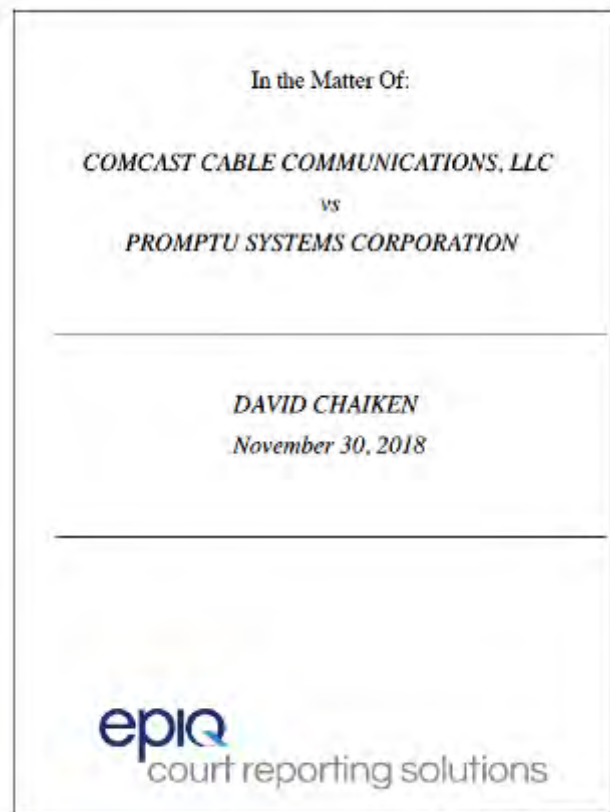 In the Matter Of:
COMCAST CABLE COMMUNICATIONS, LLC
vs
PROMPTU SYSTEMS CORPORATION
DAVID CHAIKEN
November 30, 2018
epiq
court reporting solutions